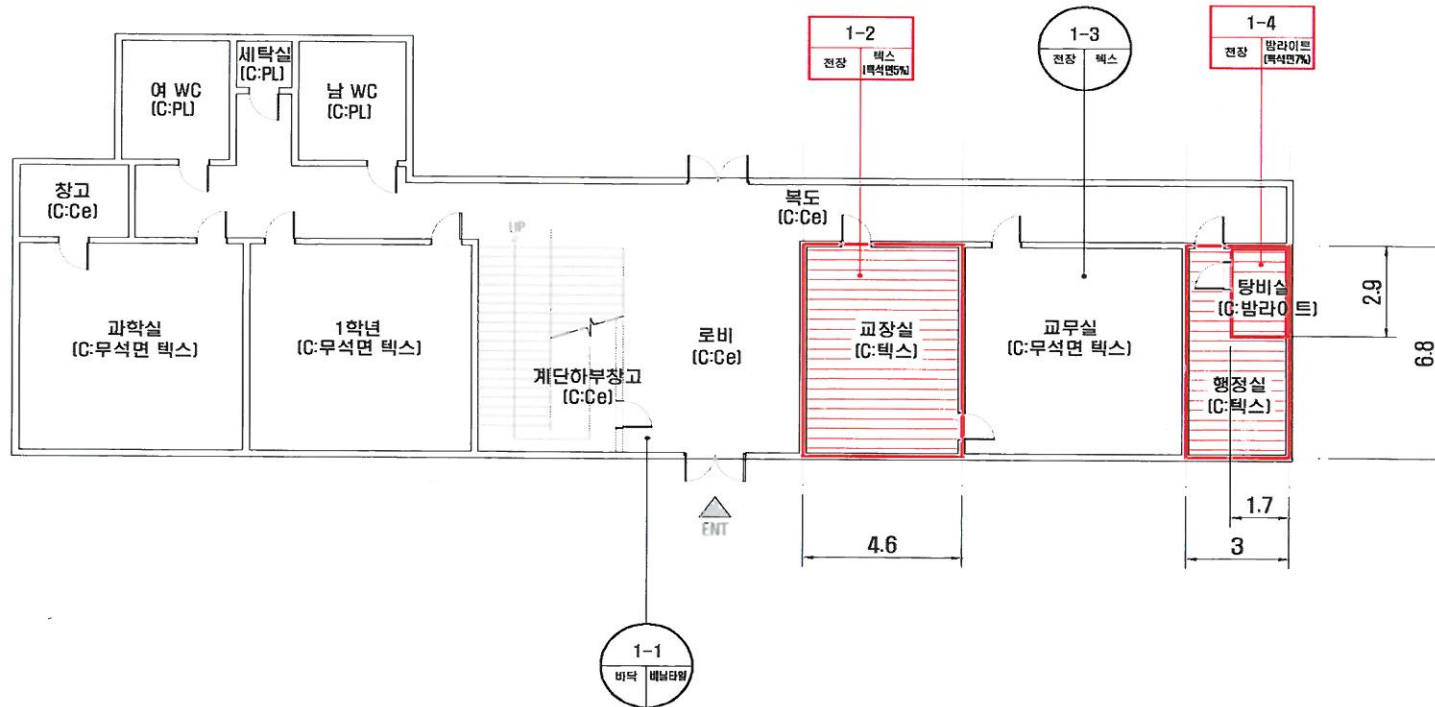 1-2
천장 텍스
(백석면5%)
1-3
천장 텍스
1-4
천장 밤라이트
(백석면7%)
세탁실
(C:PL)
여 WC
(C:PL)
남 WC
(C:PL)
창고
(C:Ce)
복도
(C:Ce)
UP
과학실
(C:무석면 텍스)
1학년
(C:무석면 텍스)
계단하부창고
(C:Ce)
로비
(C:Ce)
교장실
(C:텍스)
교무실
(C:무석면 텍스)
탕비실
(C:밤라이트)
행정실
(C:텍스)
2.9
6.8
1.7
4.6
3
ENT
1-1
바닥 비닐타일